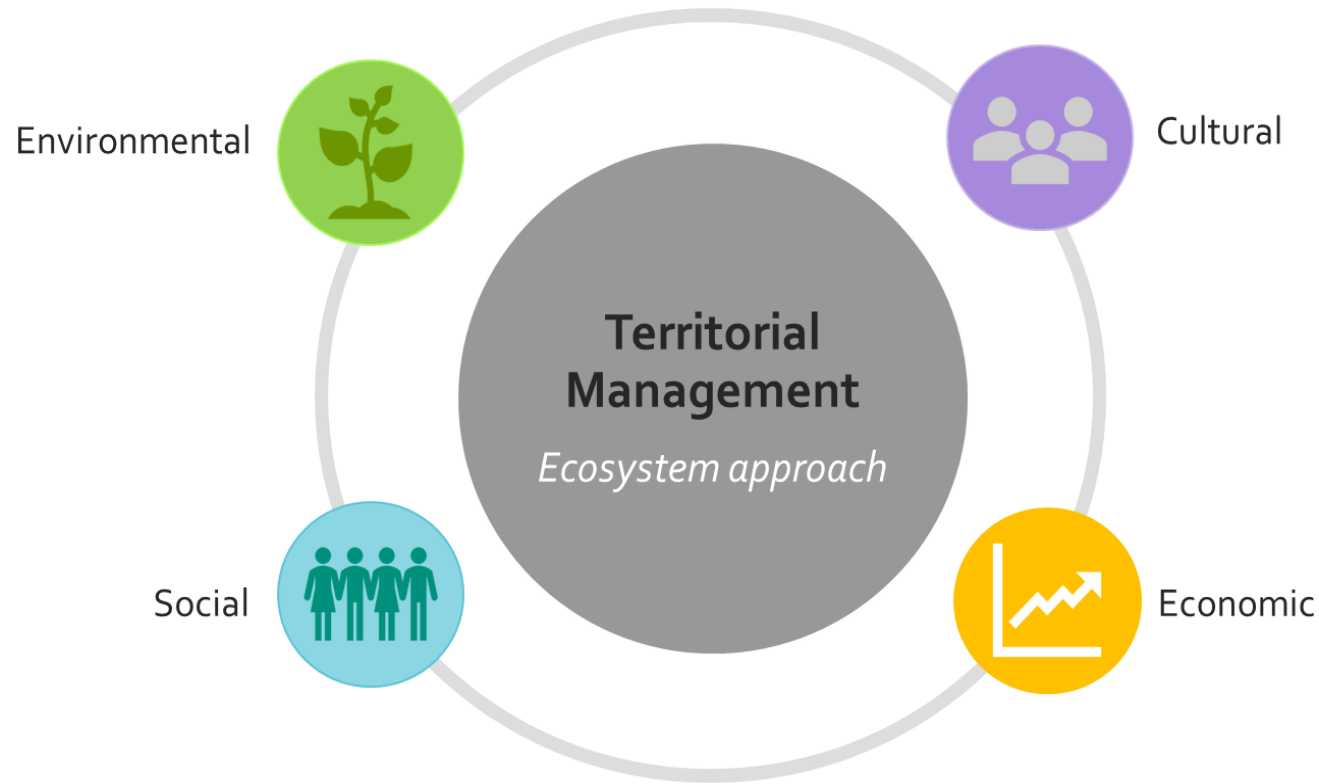 Environmental
Cultural
Territorial
Management
Ecosystem approach
Social
Economic